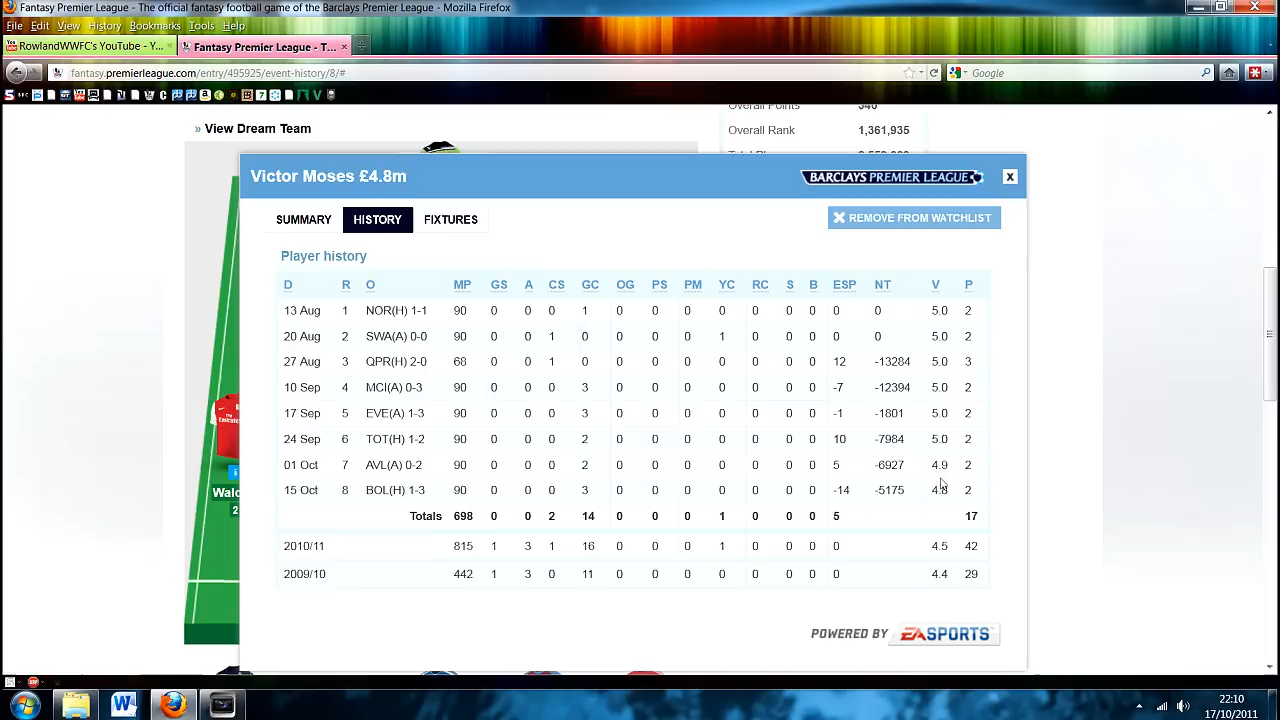 Fantasy Premier League - The official fantasy football game of the Barclays Premier League - Mozilla Firefox
File Edit View History Bookmarks Tools Help
RowlandWWFC's YouTube - Y... Fantasy Premier League - T...
fantasy.premierleague.com/entry/495925/event-history/8/# Google
Overall Points 340
» View Dream Team Overall Rank 1,361,935
Victor Moses £4.8m BARCLAYS PREMIER LEAGUE X
SUMMARY HISTORY FIXTURES REMOVE FROM WATCHLIST
Player history
D R O MP GS A CS GC OG PS PM YC RC S B ESP NT V P
13 Aug 1 NOR(H) 1-1 90 0 0 0 1 0 0 0 0 0 0 0 0 0 5.0 2
20 Aug 2 SWA(A) 0-0 90 0 0 1 0 0 0 0 1 0 0 0 0 0 5.0 2
27 Aug 3 QPR(H) 2-0 68 0 0 1 0 0 0 0 0 0 0 0 12 -13284 5.0 3
10 Sep 4 MCI(A) 0-3 90 0 0 0 3 0 0 0 0 0 0 0 -7 -12394 5.0 2
17 Sep 5 EVE(A) 1-3 90 0 0 0 3 0 0 0 0 0 0 0 -1 -1801 5.0 2
24 Sep 6 TOT(H) 1-2 90 0 0 0 2 0 0 0 0 0 0 0 10 -7984 5.0 2
01 Oct 7 AVL(A) 0-2 90 0 0 0 2 0 0 0 0 0 0 0 5 -6927 4.9 2
15 Oct 8 BOL(H) 1-3 90 0 0 0 3 0 0 0 0 0 0 0 -14 -5175 4.8 2
Totals 698 0 0 2 14 0 0 0 1 0 0 0 5 17
2010/11 815 1 3 1 16 0 0 0 1 0 0 0 0 4.5 42
2009/10 442 1 3 0 11 0 0 0 0 0 0 0 0 4.4 29
Walc
2
POWERED BY EA SPORTS
22:10
17/10/2011